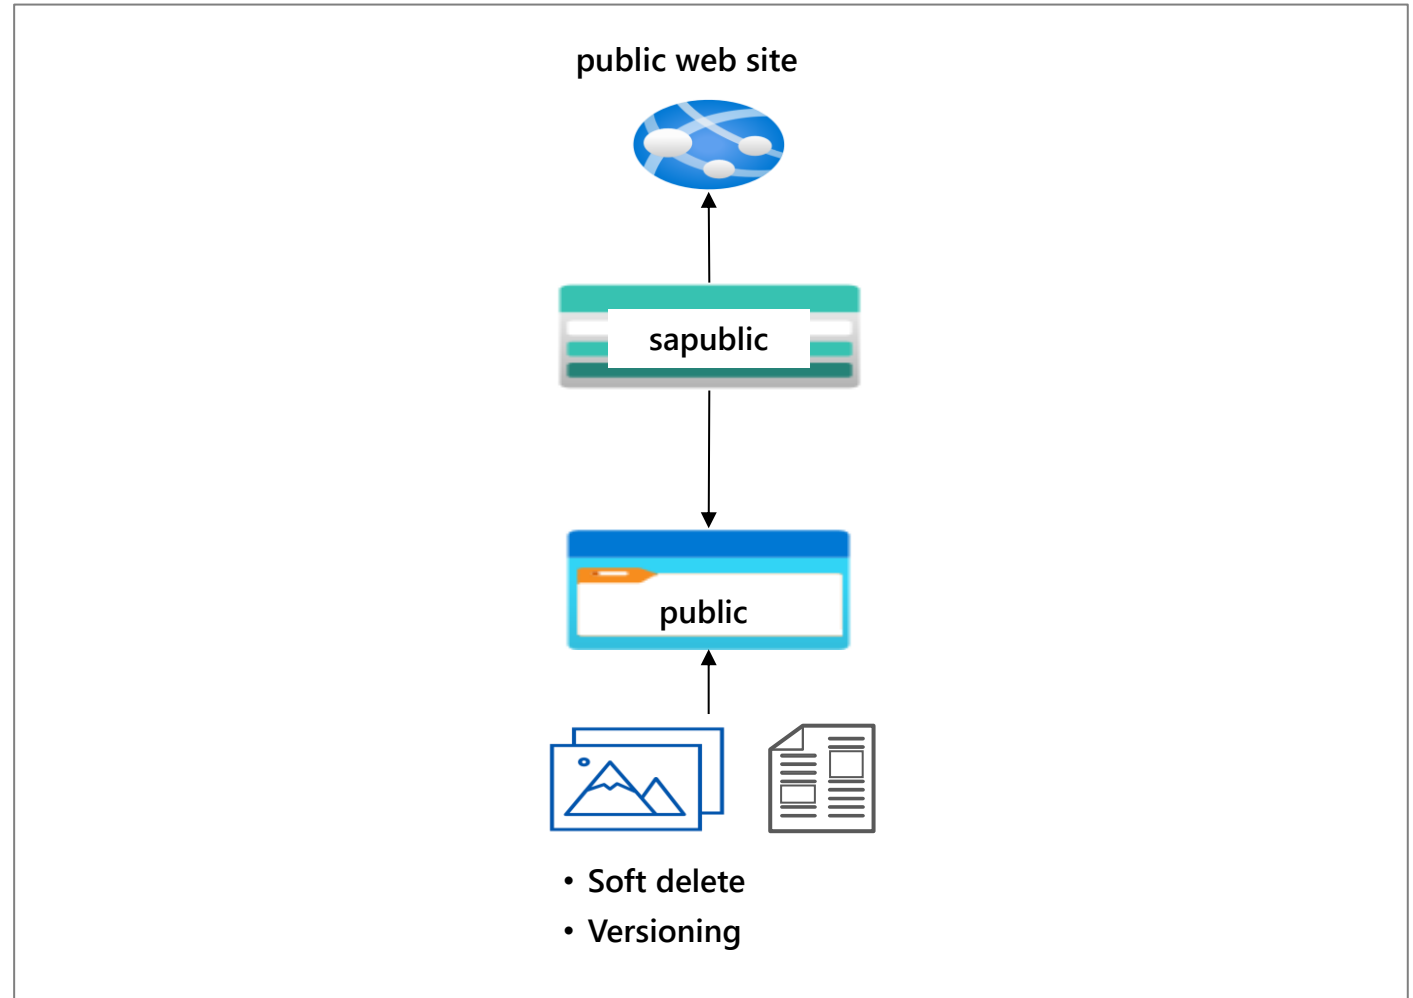 public web site
sapublic
public
• Soft delete
• Versioning